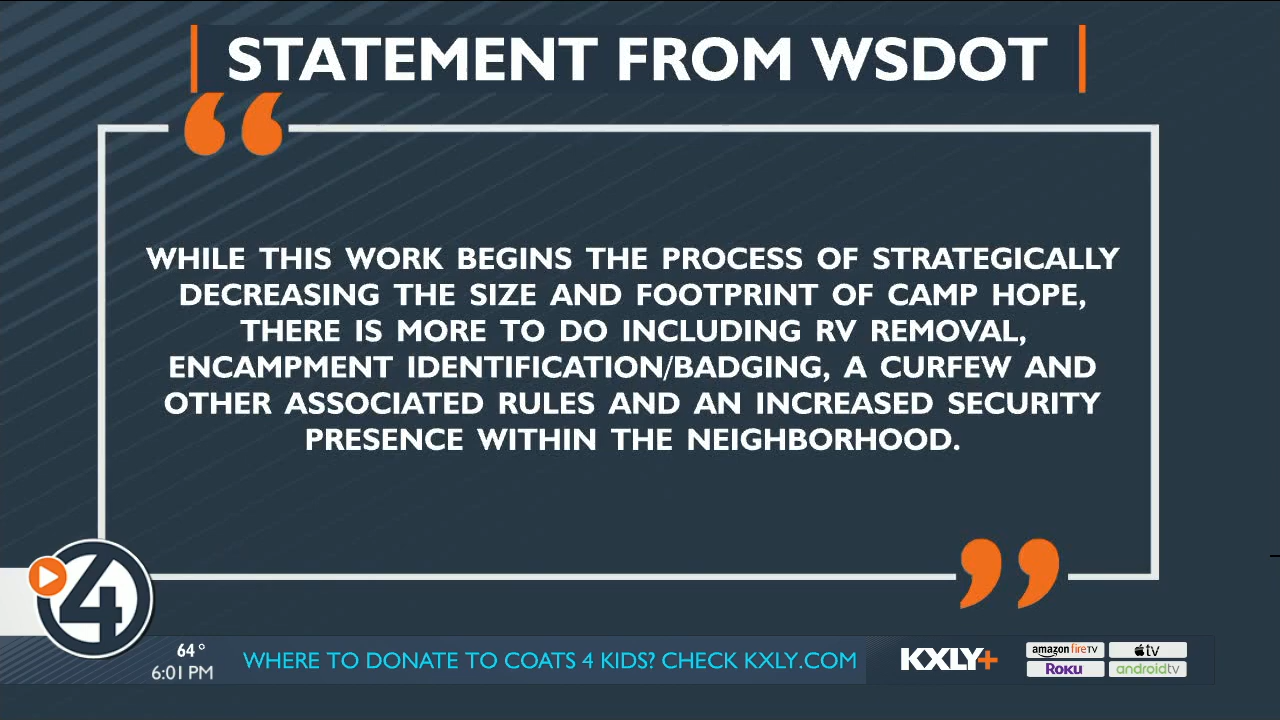 STATEMENT FROM WSDOT
“
WHILE THIS WORK BEGINS THE PROCESS OF STRATEGICALLY
DECREASING THE SIZE AND FOOTPRINT OF CAMP HOPE,
THERE IS MORE TO DO INCLUDING RV REMOVAL,
ENCAMPMENT IDENTIFICATION/BADGING, A CURFEW AND
OTHER ASSOCIATED RULES AND AN INCREASED SECURITY
PRESENCE WITHIN THE NEIGHBORHOOD.
”
4
64°
6:01 PM
WHERE TO DONATE TO COATS 4 KIDS? CHECK KXLY.COM
KXLY+
amazon fireTV
tv
ROKU
androidtv